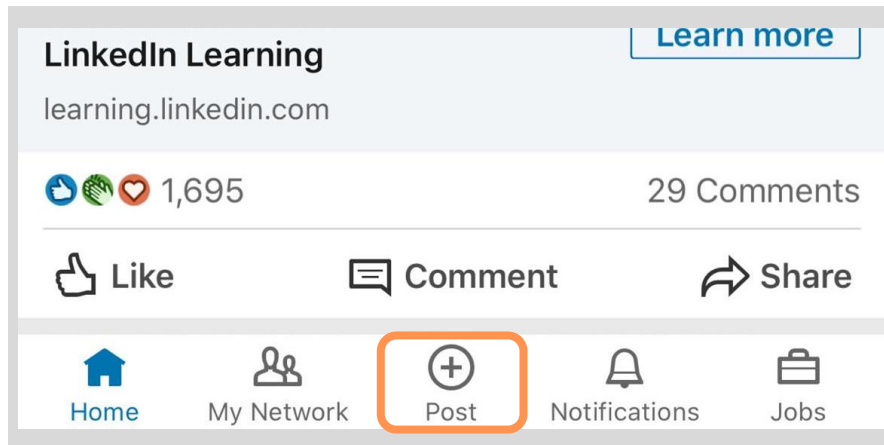 Learn more
LinkedIn Learning
learning.linkedin.com
1,695 29 Comments
Like Comment Share
Home My Network Post Notifications Jobs